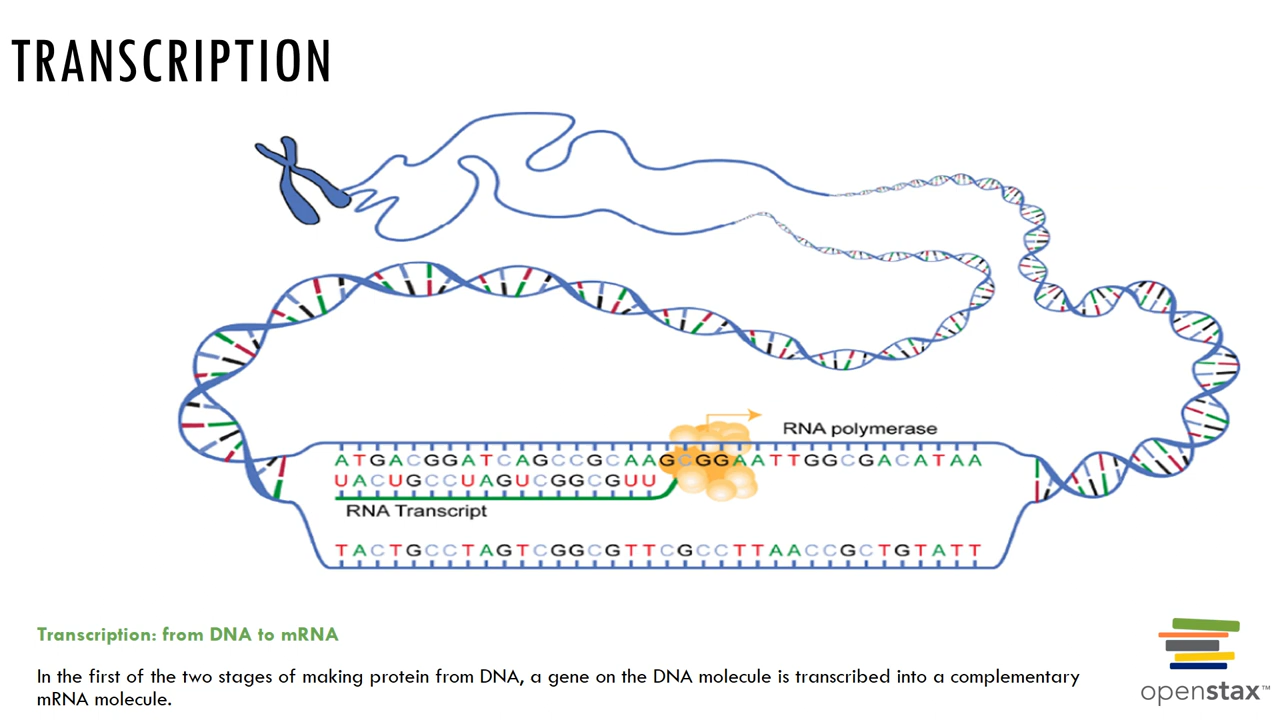 TRANSCRIPTION
RNA polymerase
ATGACGGATCAGCCGCAAGCGGAATTGGCGACATAA
UACUGCCUAGUCGGCGUU
RNA Transcript
TACTGCCTAGTCGGCGTTCGCCTTAACCGCTGTATT
Transcription: from DNA to mRNA
In the first of the two stages of making protein from DNA, a gene on the DNA molecule is transcribed into a complementary
mRNA molecule.
openstax™